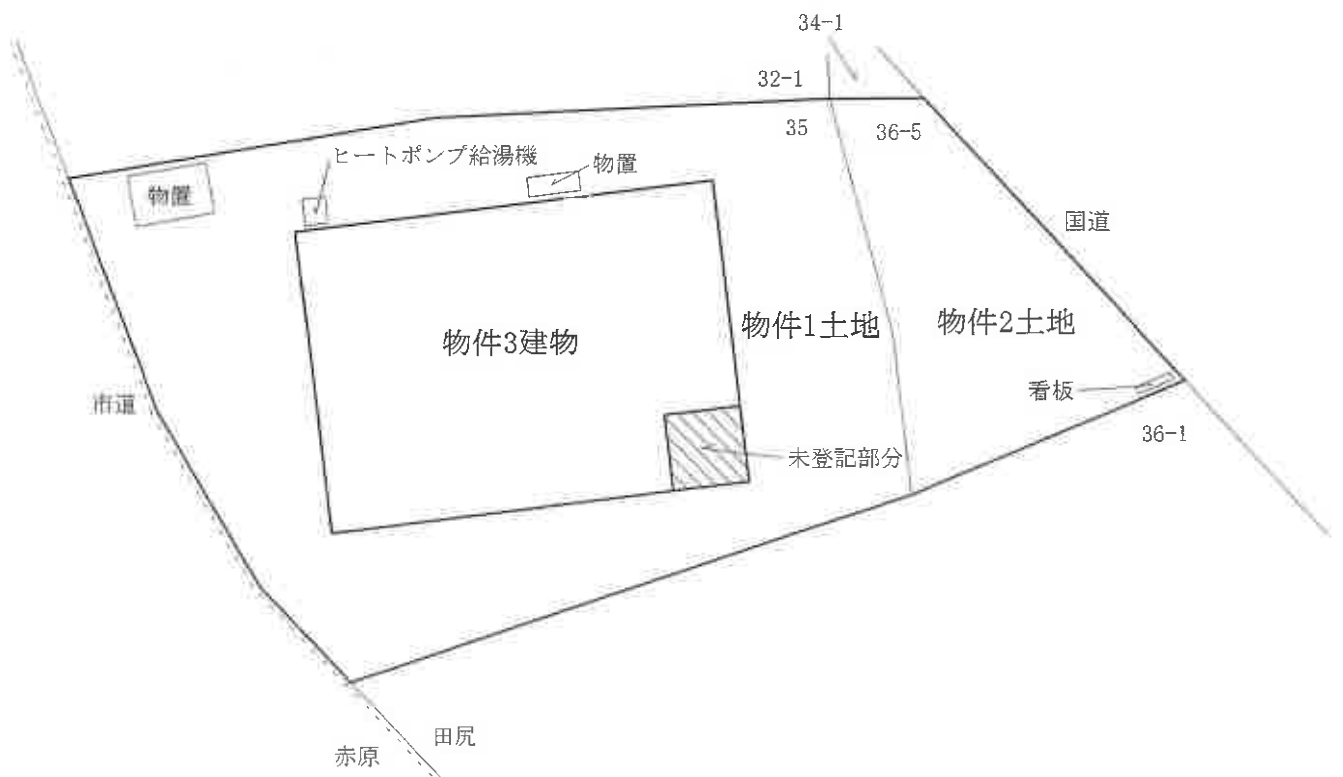 34-1
32-1
35
36-5
ヒートポンプ給湯機
物置
物置
国道
物件1土地
物件2土地
物件3建物
看板
市道
36-1
未登記部分
田尻
赤原